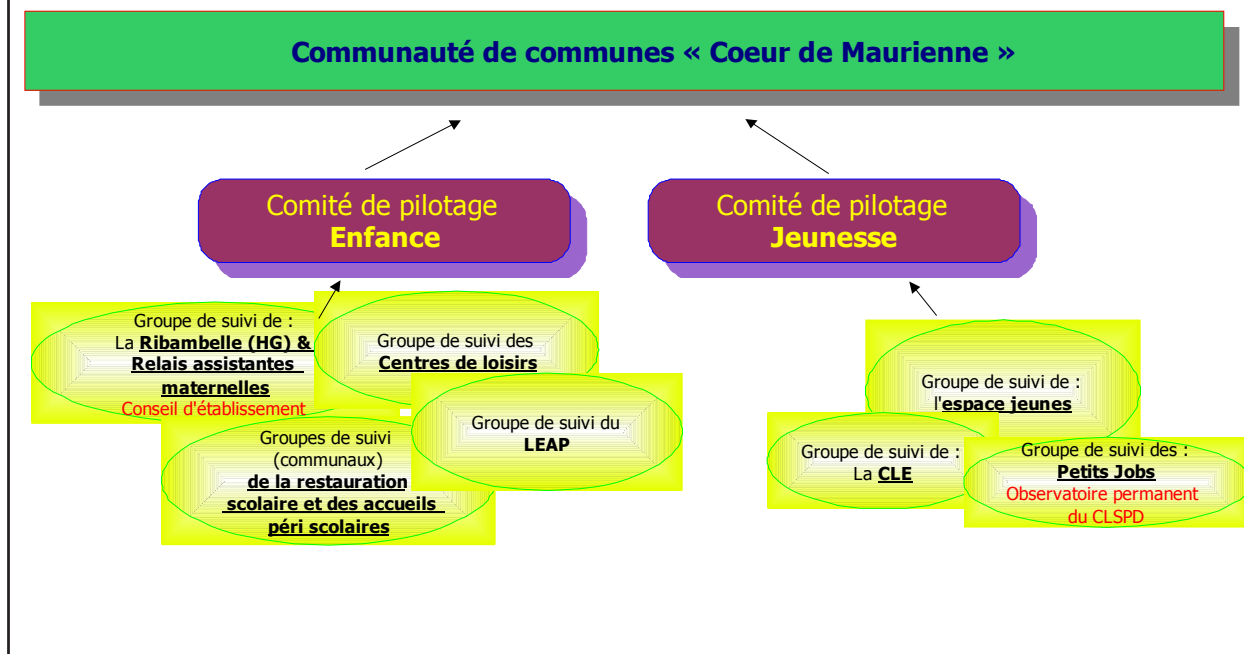 Communauté de communes « Coeur de Maurienne »
Comité de pilotage
Enfance
Comité de pilotage
Jeunesse
Groupe de suivi de :
La Ribambelle (HG) &
Relais assistantes
maternelles
Conseil d'établissement
Groupe de suivi des
Centres de loisirs
Groupe de suivi du
LEAP
Groupes de suivi
(communaux)
de la restauration
scolaire et des accueils
péri scolaires
Groupe de suivi de :
l'espace jeunes
Groupe de suivi de :
La CLE
Groupe de suivi des :
Petits Jobs
Observatoire permanent
du CLSPD